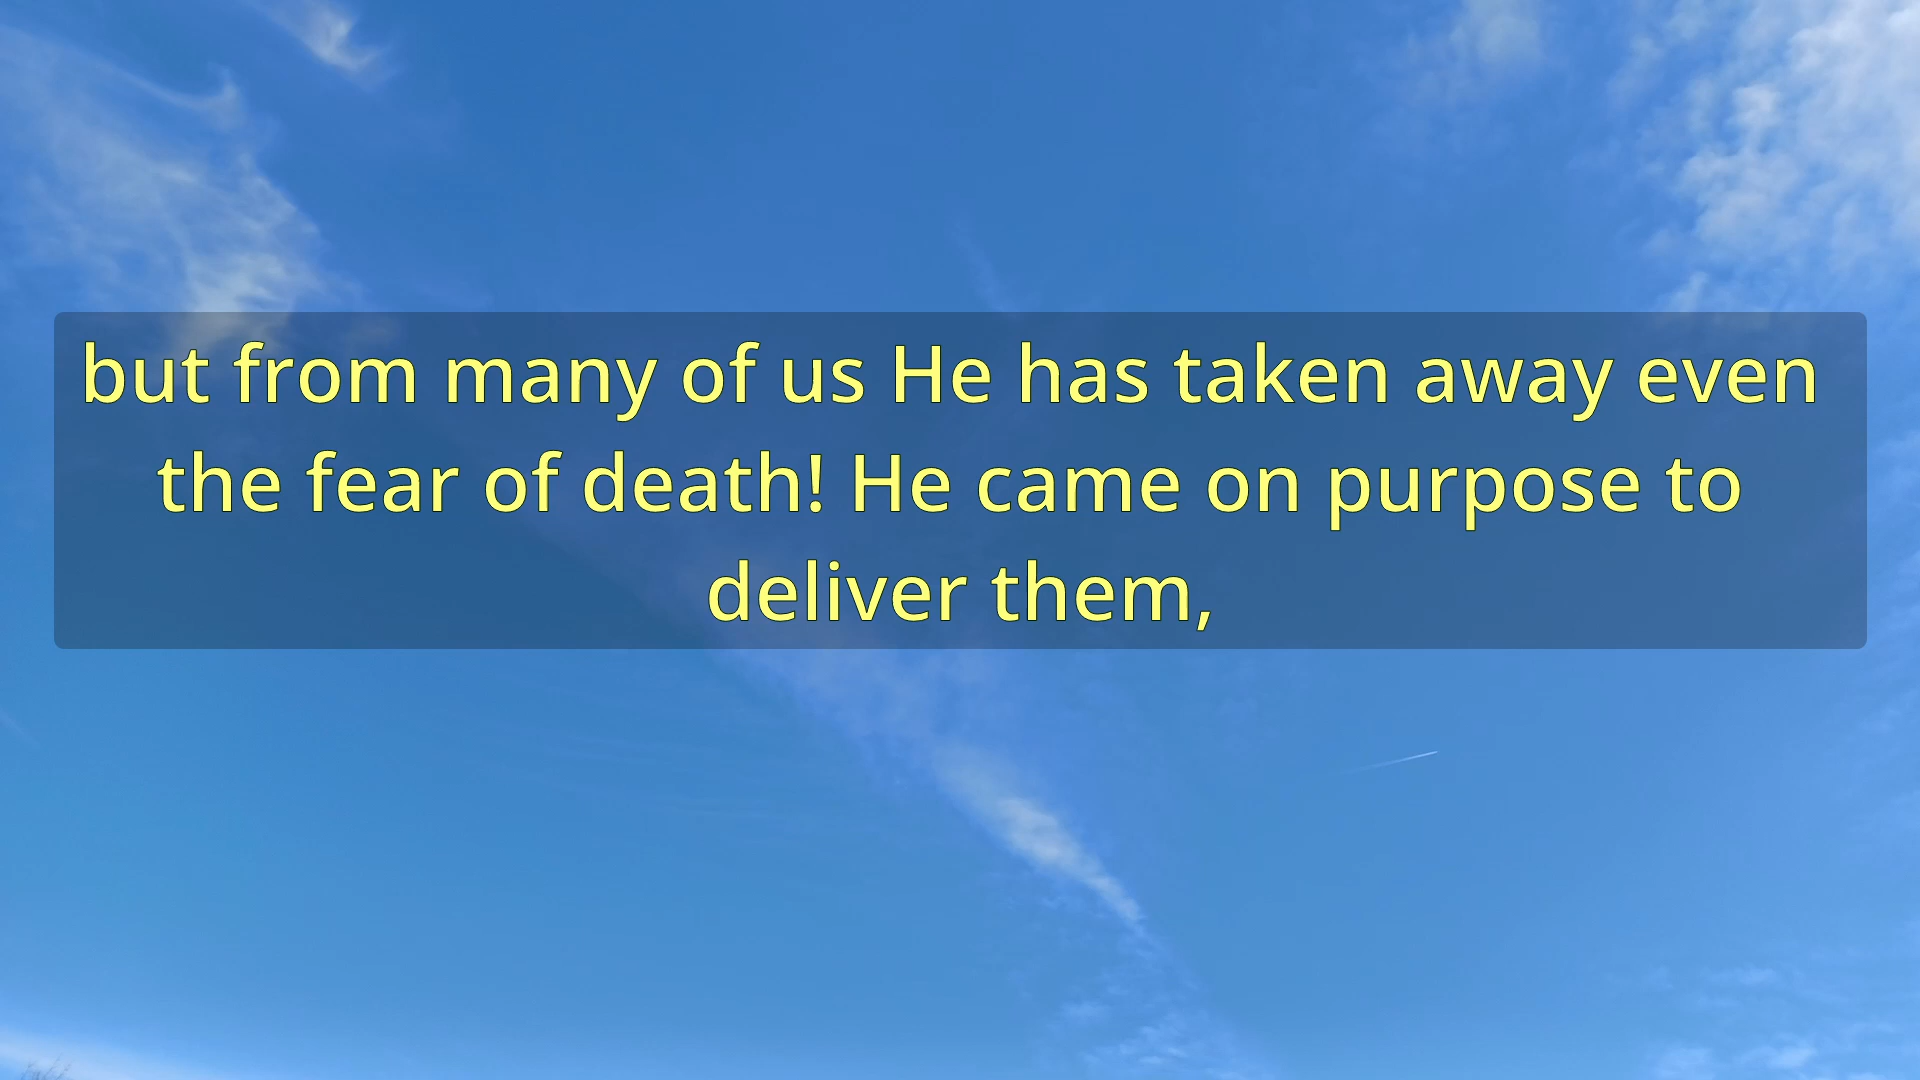 but from many of us He has taken away even
the fear of death! He came on purpose to
deliver them,